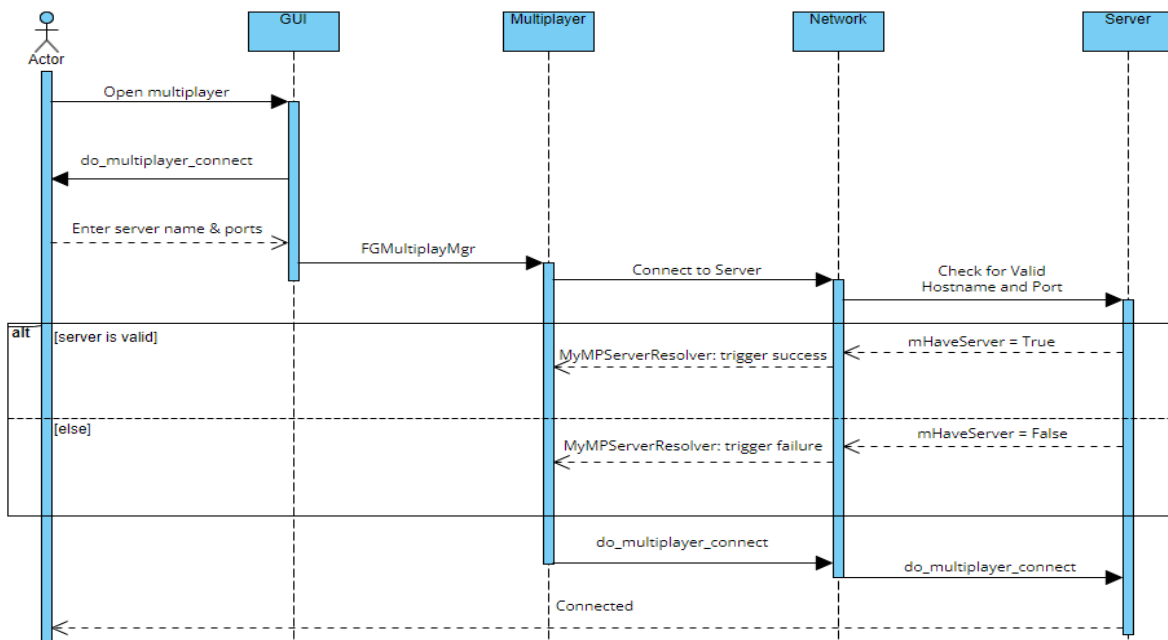 GUI
Multiplayer
Network
Server
Actor
Open multiplayer
do_multiplayer_connect
Enter server name & ports
FGMultiplayMgr
Connect to Server
Check for Valid
Hostname and Port
alt
[server is valid]
mHaveServer = True
MyMPServerResolver: trigger success
[else]
mHaveServer = False
MyMPServerResolver: trigger failure
do_multiplayer_connect
do_multiplayer_connect
Connected